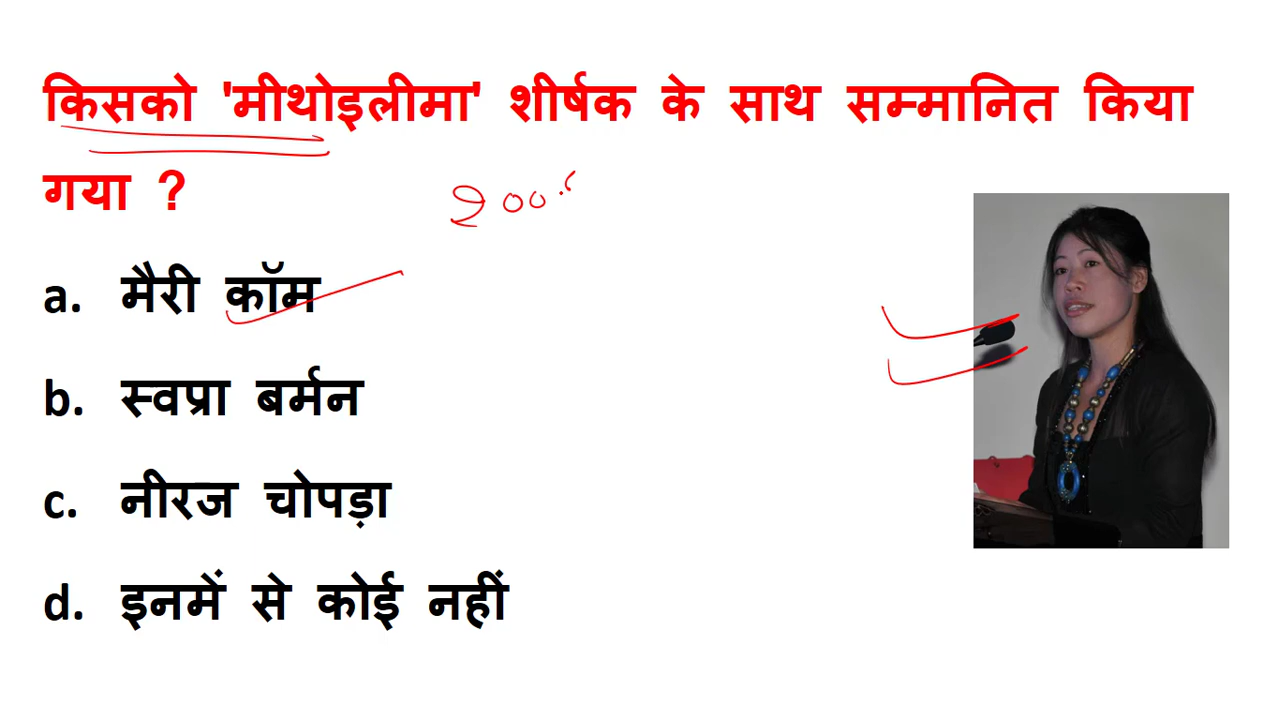 किसको 'मीथोइलीमा' शीर्षक के साथ सम्मानित किया
गया ?
a. मैरी कॉम
b. स्वप्रा बर्मन
c. नीरज चोपड़ा
d. इनमें से कोई नहीं